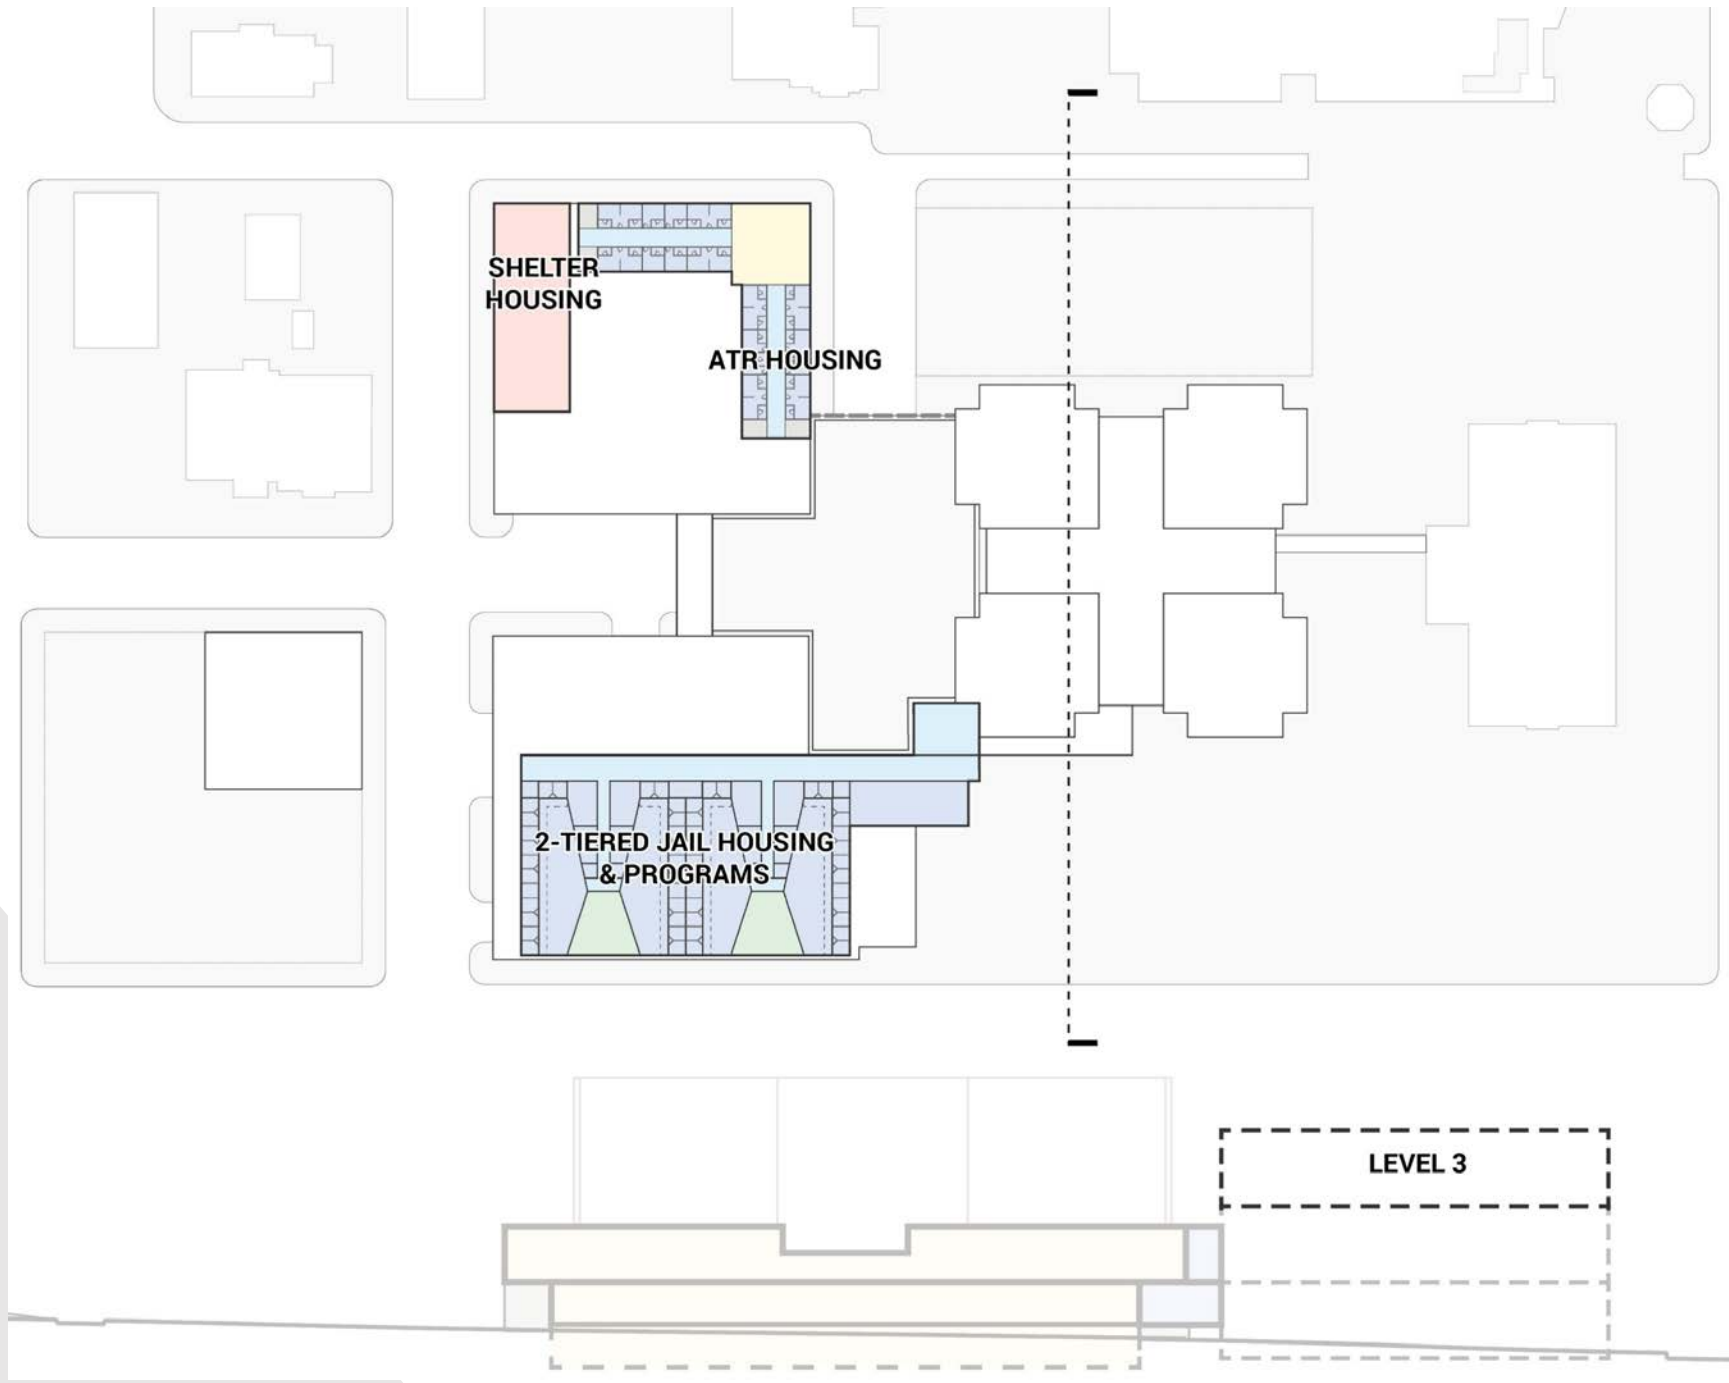 SHELTER
HOUSING
ATR HOUSING
2-TIERED JAIL HOUSING
& PROGRAMS
LEVEL 3